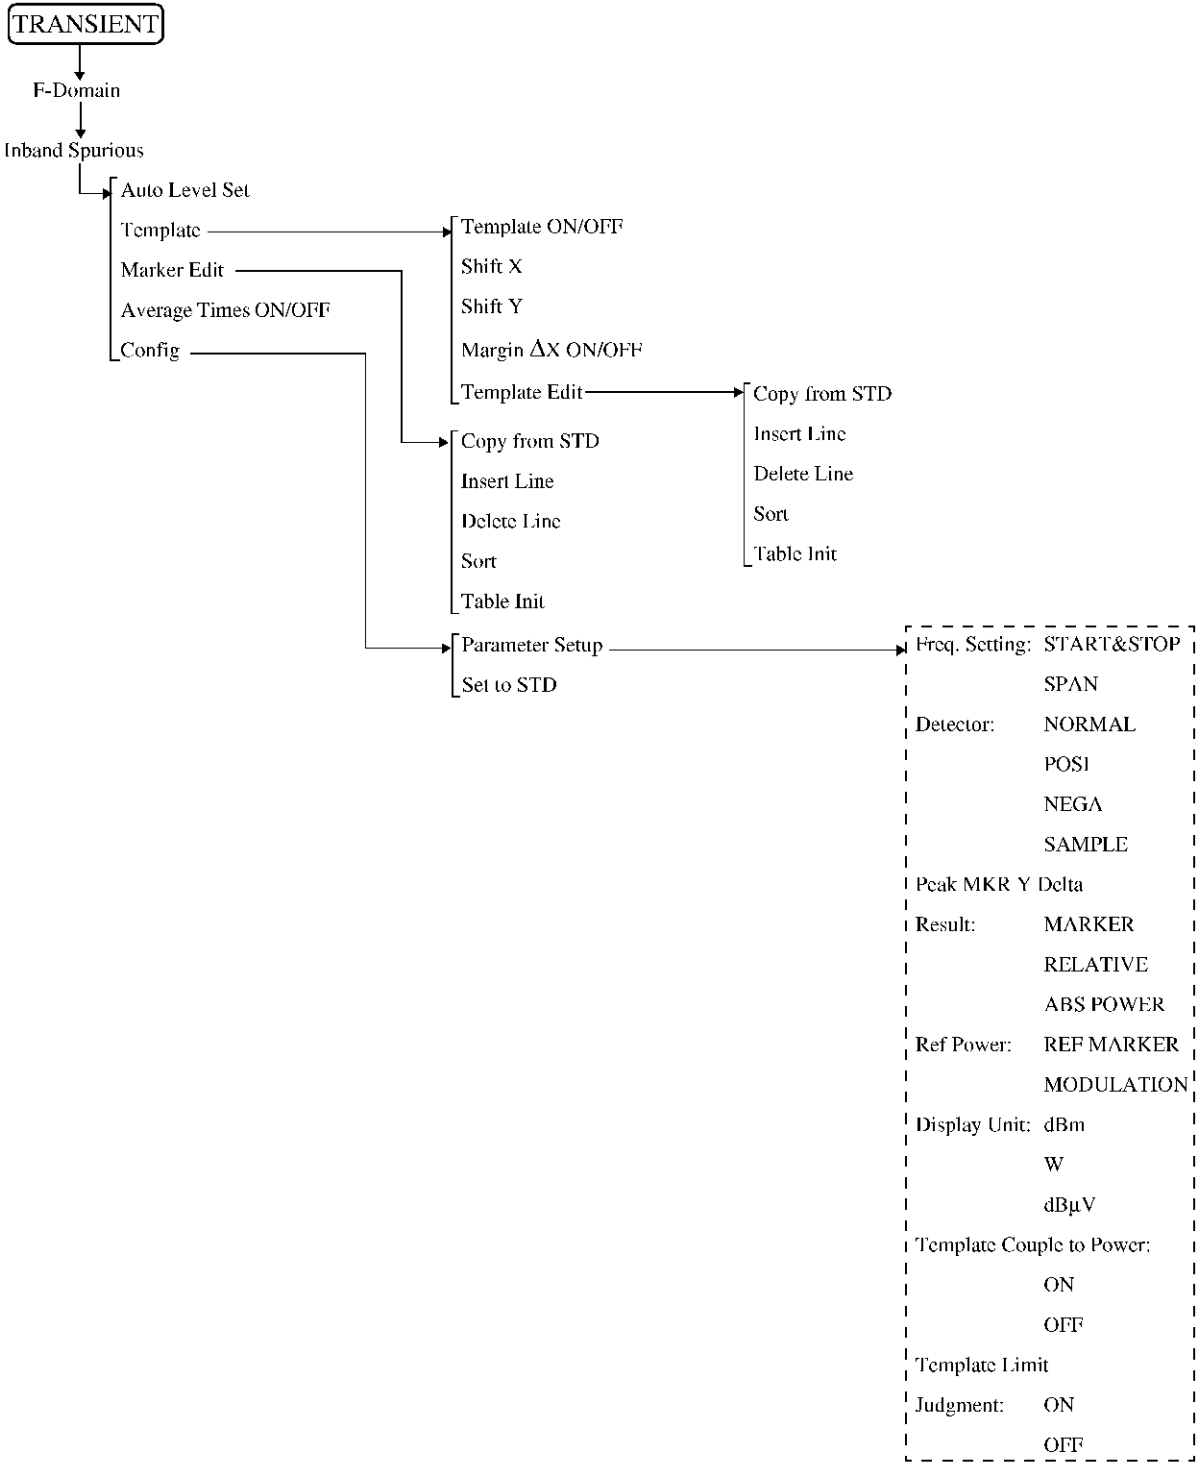 TRANSIENT
F-Domain
Inband Spurious
Auto Level Set
Template
Marker Edit
Average Times ON/OFF
Config
Template ON/OFF
Shift X
Shift Y
Margin ΔX ON/OFF
Template Edit
Copy from STD
Insert Line
Delete Line
Sort
Table Init
Copy from STD
Insert Line
Delete Line
Sort
Table Init
Parameter Setup
Set to STD
Freq. Setting: START&STOP
SPAN
Detector: NORMAL
POSI
NEGA
SAMPLE
Peak MKR Y Delta
Result: MARKER
RELATIVE
ABS POWER
Ref Power: REF MARKER
MODULATION
Display Unit: dBm
W
dBµV
Template Couple to Power:
ON
OFF
Template Limit
Judgment: ON
OFF